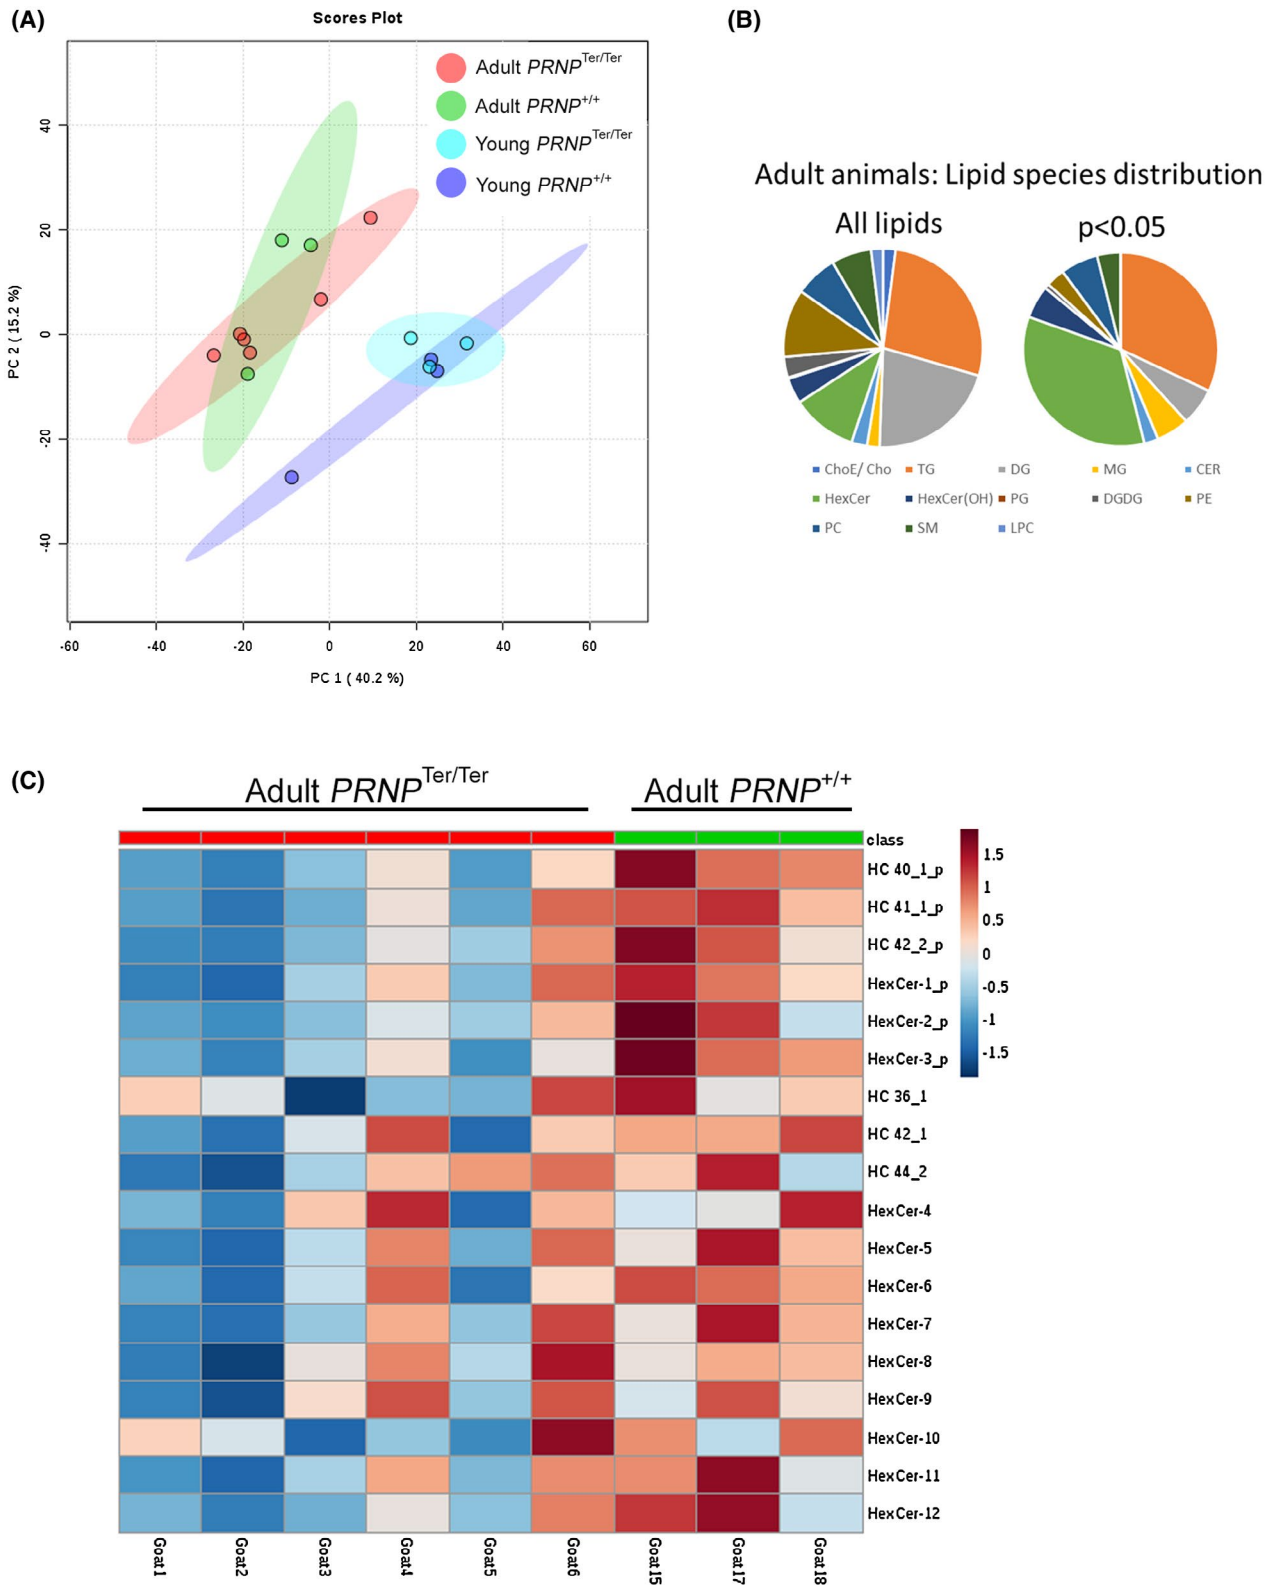 (A)
Scores Plot
Adult PRNP Ter/Ter
Adult PRNP +/+
Young PRNP Ter/Ter
Young PRNP +/+
PC 2 ( 15.2 %)
40
20
0
-20
-40
-60 -40 -20 0 20 40 60
PC 1 ( 40.2 %)
(B)
Adult animals: Lipid species distribution
All lipids p<0.05
ChoE/ Cho TG DG MG CER
HexCer HexCer(OH) PG DGDG PE
PC SM LPC
(C)
Adult PRNP Ter/Ter Adult PRNP +/+
class
HC 40_1_p
HC 41_1_p
HC 42_2_p
HexCer-1_p
HexCer-2_p
HexCer-3_p
HC 36_1
HC 42_1
HC 44_2
HexCer-4
HexCer-5
HexCer-6
HexCer-7
HexCer-8
HexCer-9
HexCer-10
HexCer-11
HexCer-12
1.5
1
0.5
0
-0.5
-1
-1.5
Goat1 Goat2 Goat3 Goat4 Goat5 Goat6 Goat15 Goat17 Goat18